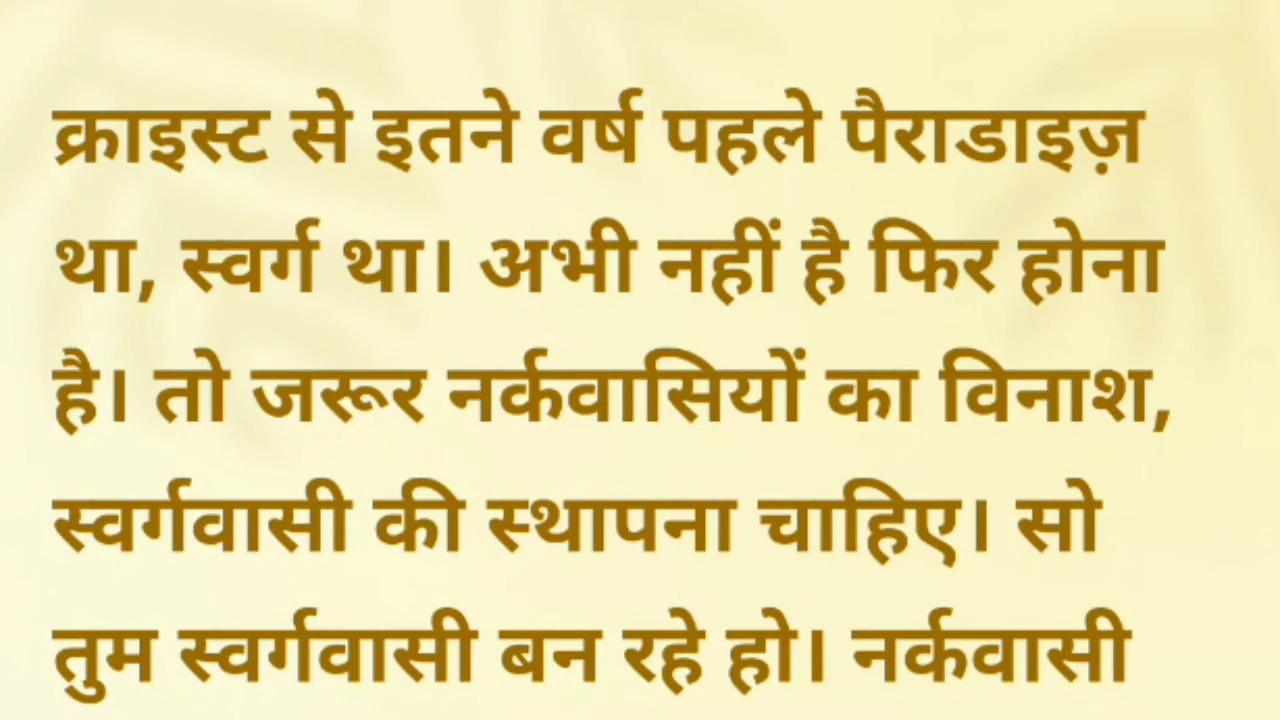 क्राइस्ट से इतने वर्ष पहले पैराडाइज़
था, स्वर्ग था। अभी नहीं है फिर होना
है। तो जरूर नर्कवासियों का विनाश,
स्वर्गवासी की स्थापना चाहिए। सो
तुम स्वर्गवासी बन रहे हो। नर्कवासी